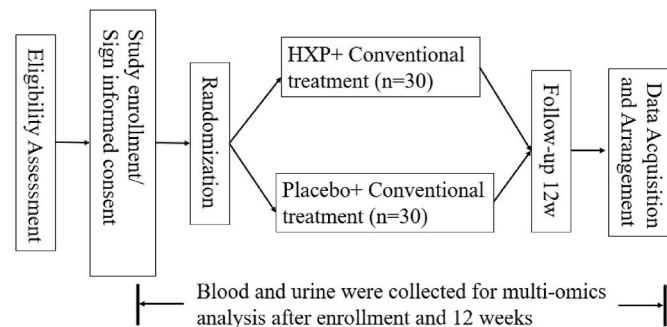 Eligibility Assessment
Study enrollment/
Sign informed consent
Randomization
HXP+ Conventional
treatment (n=30)
Placebo+ Conventional
treatment (n=30)
Follow-up 12w
Data Acquisition
and Arrangement
Blood and urine were collected for multi-omics
analysis after enrollment and 12 weeks